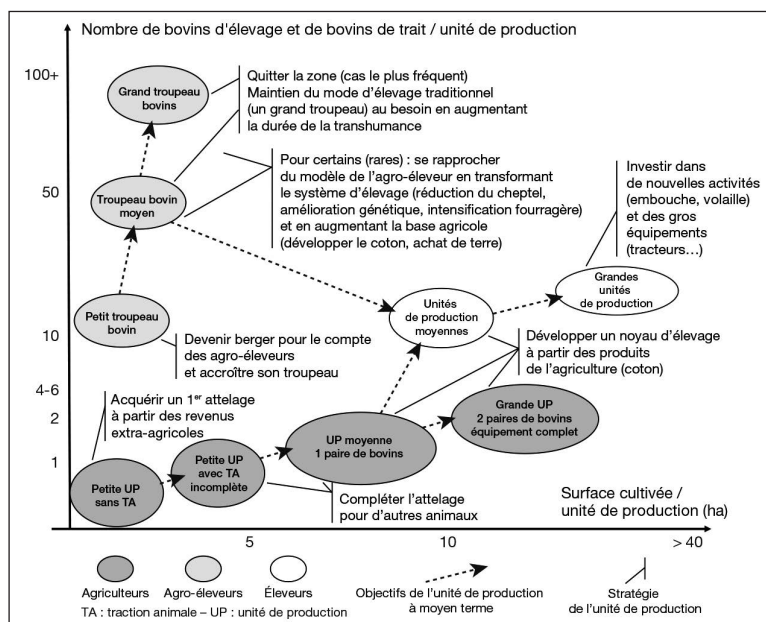 Nombre de bovins d'élevage et de bovins de trait / unité de production
100+
50
10
4-6
2
1
Grand troupeau
bovins
Quitter la zone (cas le plus fréquent)
Maintien du mode d'élevage traditionnel
(un grand troupeau) au besoin en augmentant
la durée de la transhumance
Troupeau bovin
moyen
Pour certains (rares) : se rapprocher
du modèle de l'agro-éleveur en transformant
le système d'élevage (réduction du cheptel,
amélioration génétique, intensification fourragère)
et en augmentant la base agricole
(développer le coton, achat de terre)
Investir dans
de nouvelles activités
(embouche, volaille)
et des gros
équipements
(tracteurs…)
Petit troupeau
bovin
Unités
de production
moyennes
Grandes
unités
de production
Devenir berger pour le compte
des agro-éleveurs
et accroître son troupeau
Développer un noyau d'élevage
à partir des produits
de l'agriculture (coton)
Acquérir un 1er attelage
à partir des revenus
extra-agricoles
Petite UP
sans TA
Petite UP
avec TA
incomplète
UP moyenne
1 paire de bovins
Grande UP
2 paires de bovins
équipement complet
Compléter l'attelage
pour d'autres animaux
Surface cultivée /
unité de production (ha)
5
10
> 40
Agriculteurs
Agro-éleveurs
Éleveurs
Objectifs de l'unité de production
à moyen terme
Stratégie
de l'unité de production
TA : traction animale – UP : unité de production